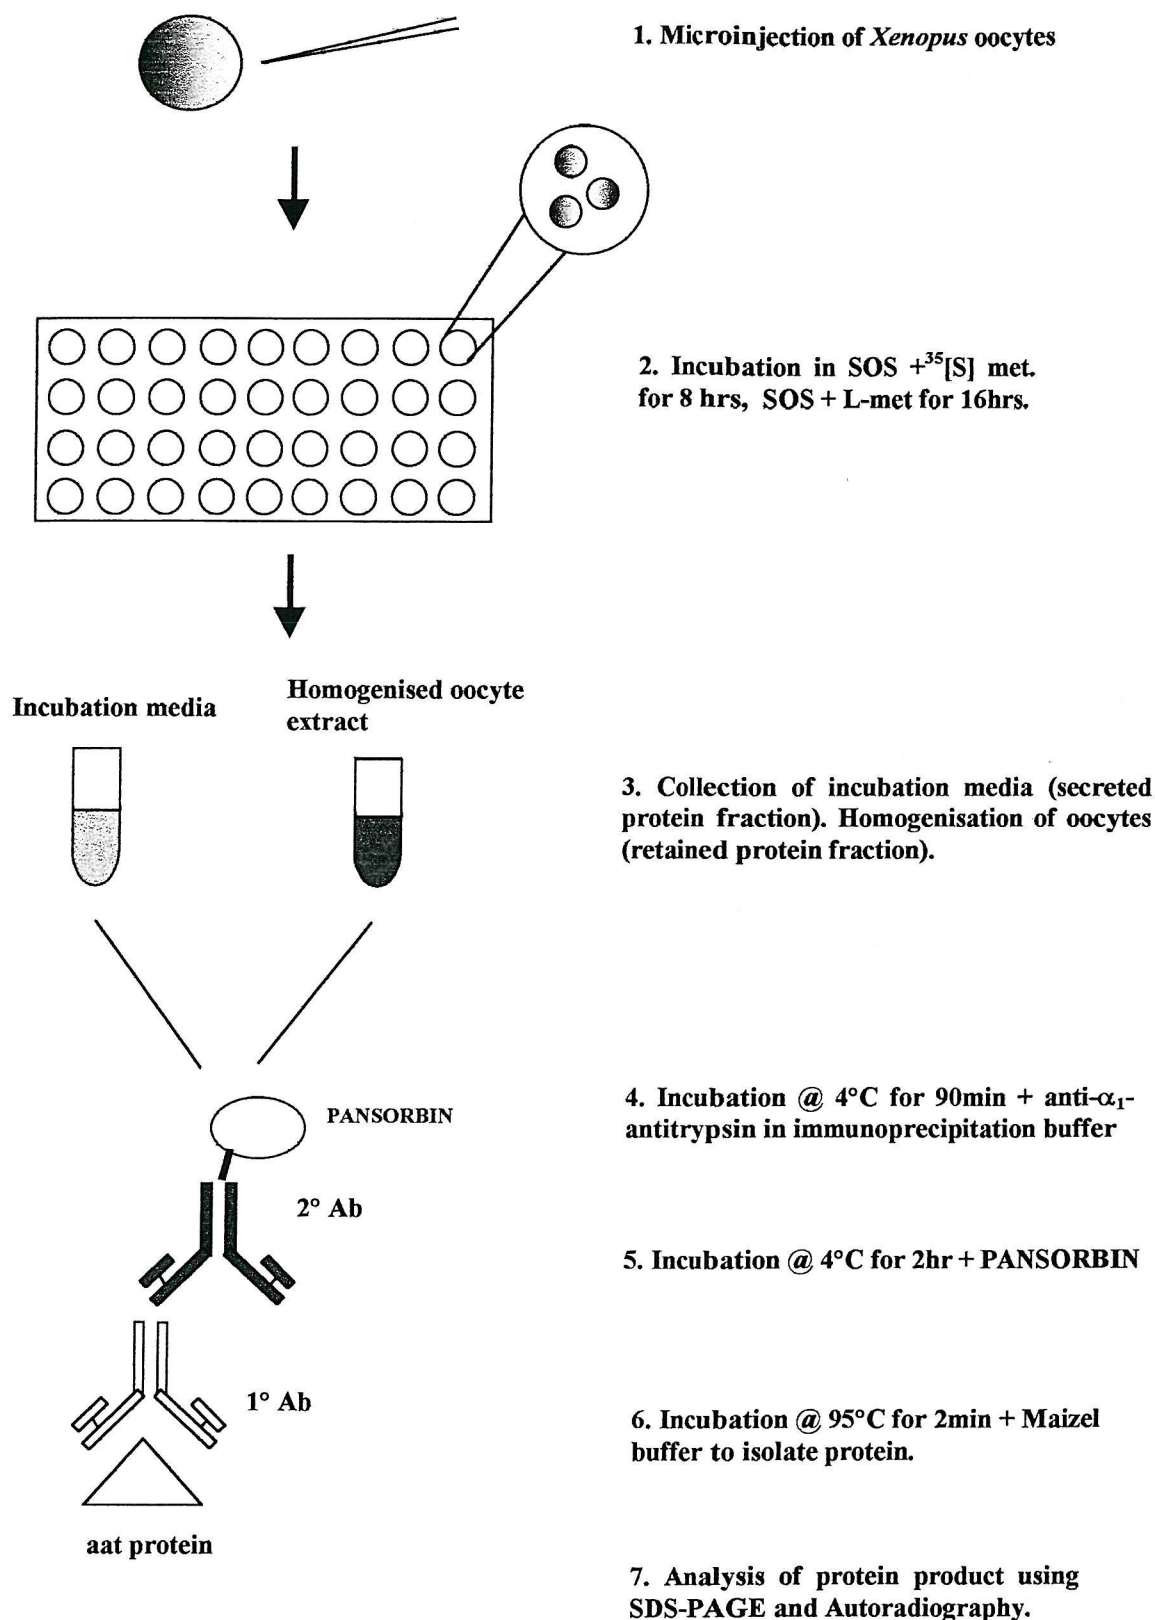 1. Microinjection of Xenopus oocytes
2. Incubation in SOS +³⁵[S] met.
for 8 hrs, SOS + L-met for 16hrs.
Incubation media
Homogenised oocyte
extract
3. Collection of incubation media (secreted
protein fraction). Homogenisation of oocytes
(retained protein fraction).
PANSORBIN
4. Incubation @ 4°C for 90min + anti-α₁-
antitrypsin in immunoprecipitation buffer
2° Ab
5. Incubation @ 4°C for 2hr + PANSORBIN
1° Ab
6. Incubation @ 95°C for 2min + Maizel
buffer to isolate protein.
aat protein
7. Analysis of protein product using
SDS-PAGE and Autoradiography.